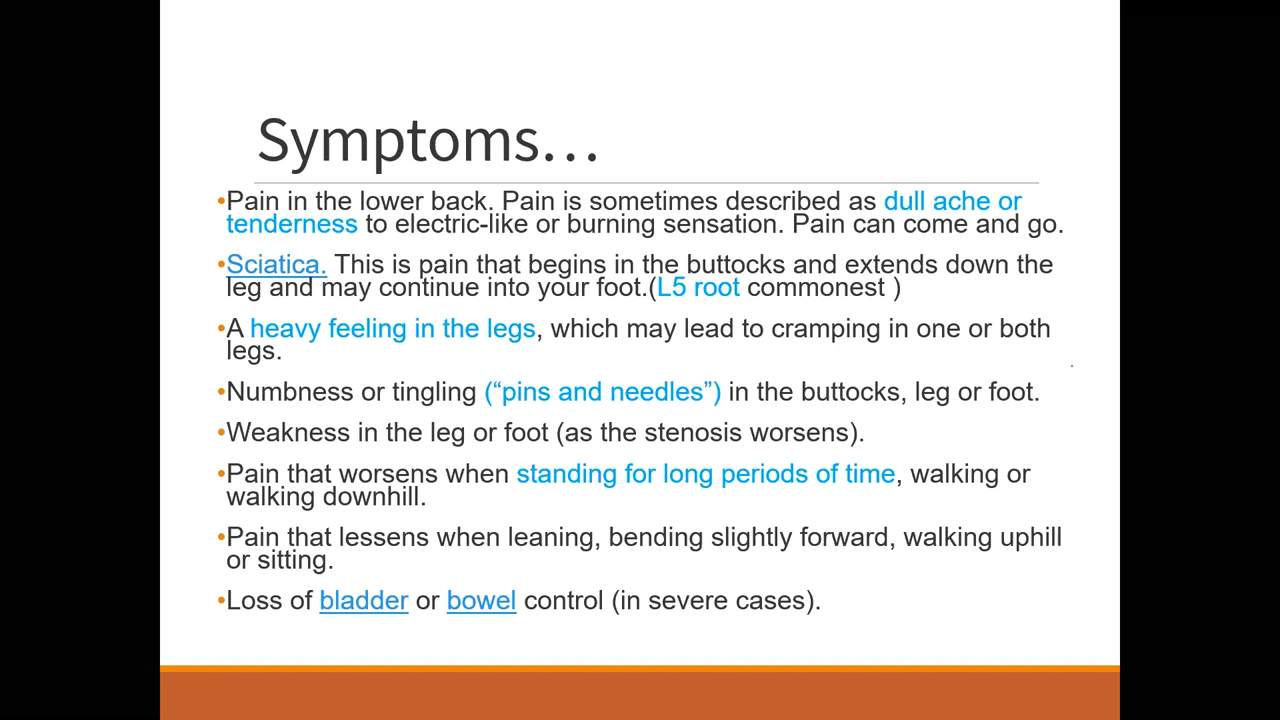 Symptoms…
•Pain in the lower back. Pain is sometimes described as dull ache or
tenderness to electric-like or burning sensation. Pain can come and go.
•Sciatica. This is pain that begins in the buttocks and extends down the
leg and may continue into your foot.(L5 root commonest )
•A heavy feeling in the legs, which may lead to cramping in one or both
legs.
•Numbness or tingling (“pins and needles”) in the buttocks, leg or foot.
•Weakness in the leg or foot (as the stenosis worsens).
•Pain that worsens when standing for long periods of time, walking or
walking downhill.
•Pain that lessens when leaning, bending slightly forward, walking uphill
or sitting.
•Loss of bladder or bowel control (in severe cases).